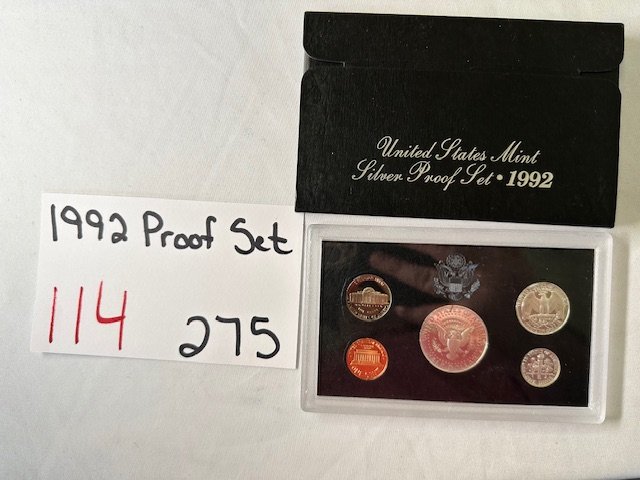 United States Mint
Silver Proof Set • 1992
1992 Proof Set
114
275